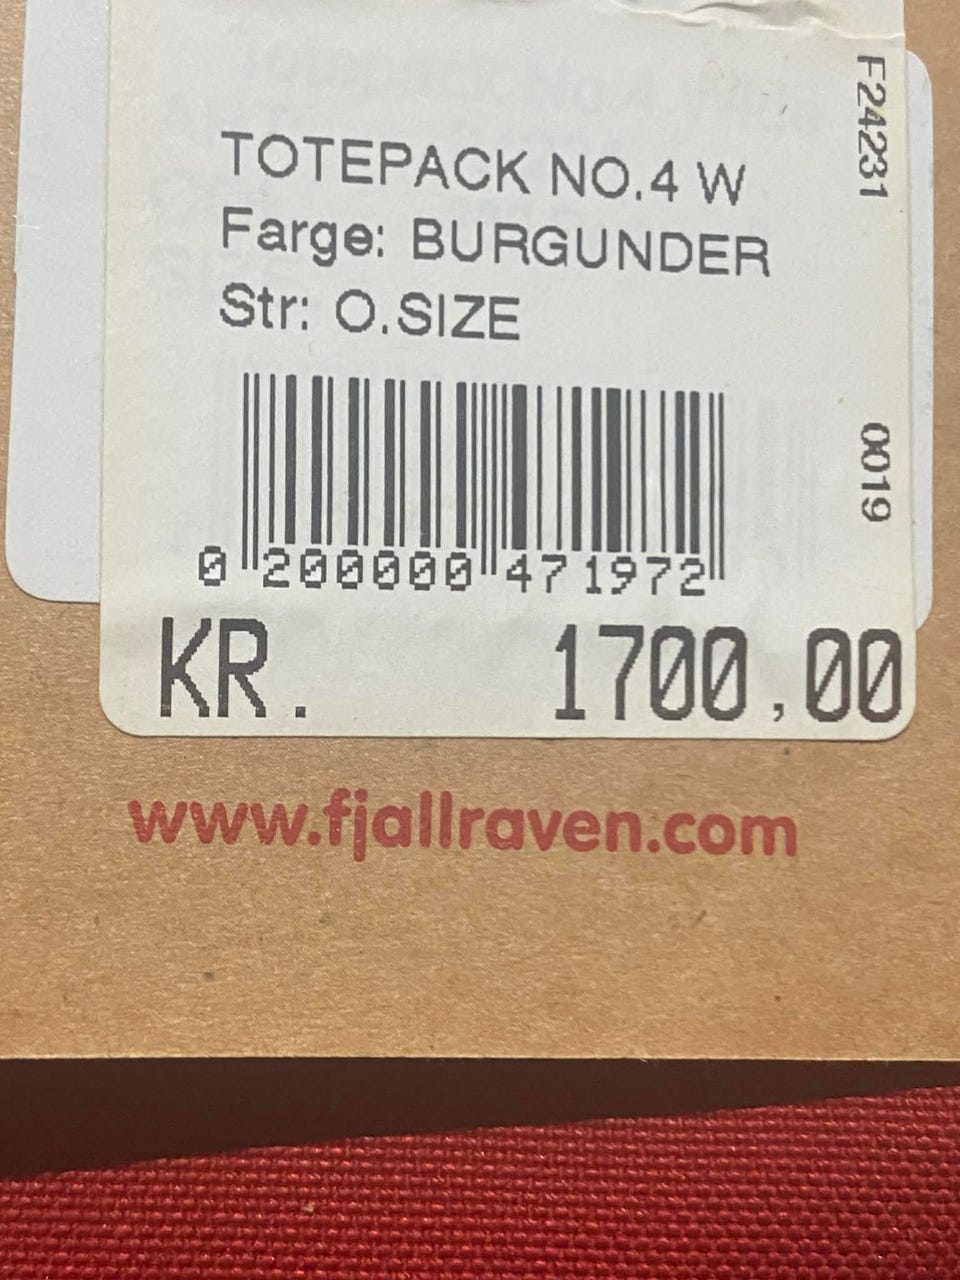 TOTEPACK NO.4 W
Farge: BURGUNDER
Str: O.SIZE
0 200000 471972
KR. 1700,00
F24231 0019
www.fjallraven.com